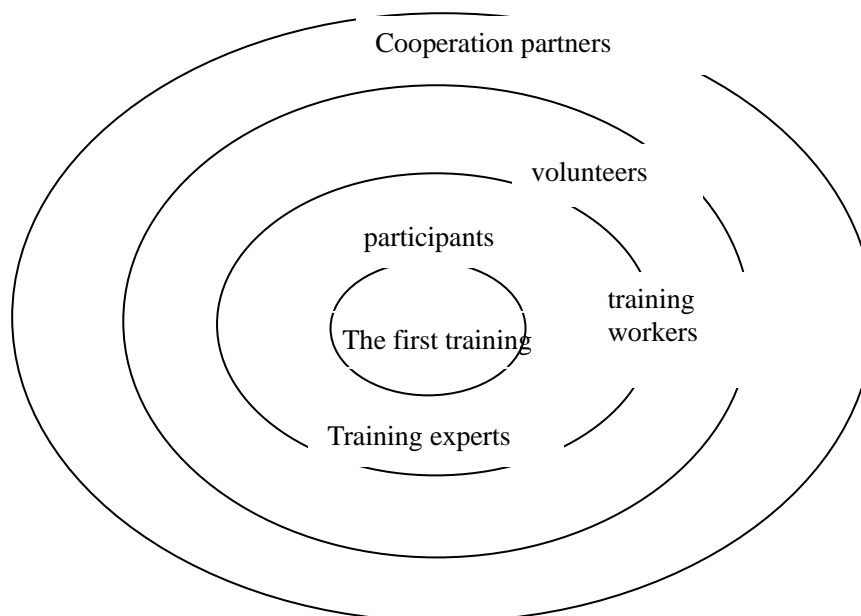 Cooperation partners
volunteers
participants
training
workers
The first training
Training experts